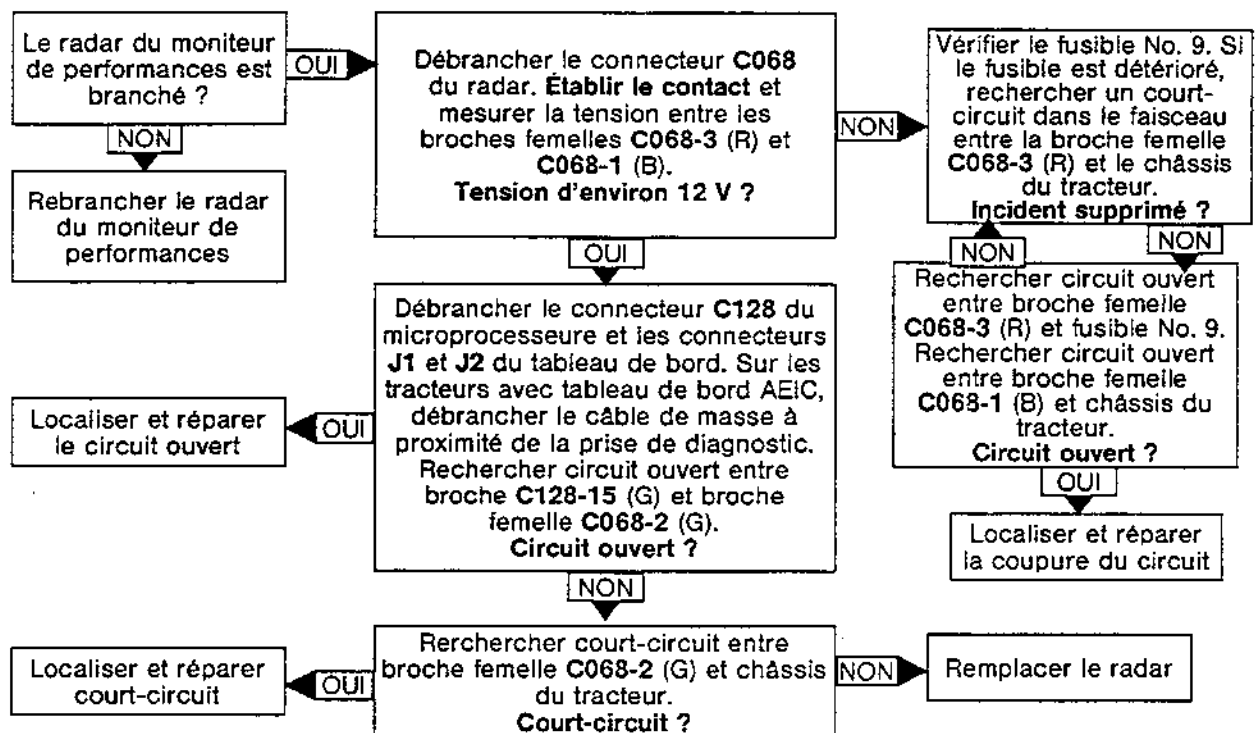 Le radar du moniteur
de performances est
branché ?
OUI
NON
Rebrancher le radar
du moniteur de
performances
Débrancher le connecteur C068
du radar. Établir le contact et
mesurer la tension entre les
broches femelles C068-3 (R) et
C068-1 (B).
Tension d'environ 12 V ?
NON
OUI
Vérifier le fusible No. 9. Si
le fusible est détérioré,
rechercher un court-
circuit dans le faisceau
entre la broche femelle
C068-3 (R) et le châssis
du tracteur.
Incident supprimé ?
NON
NON
Rechercher circuit ouvert
entre broche femelle
C068-3 (R) et fusible No. 9.
Rechercher circuit ouvert
entre broche femelle
C068-1 (B) et châssis du
tracteur.
Circuit ouvert ?
OUI
Localiser et réparer
la coupure du circuit
Débrancher le connecteur C128 du
microprocesseure et les connecteurs
J1 et J2 du tableau de bord. Sur les
tracteurs avec tableau de bord AEIC,
débrancher le câble de masse à
proximité de la prise de diagnostic.
Rechercher circuit ouvert entre
broche C128-15 (G) et broche
femelle C068-2 (G).
Circuit ouvert ?
OUI
Localiser et réparer
le circuit ouvert
NON
Rerchercher court-circuit entre
broche femelle C068-2 (G) et châssis
du tracteur.
Court-circuit ?
OUI
Localiser et réparer
court-circuit
NON
Remplacer le radar